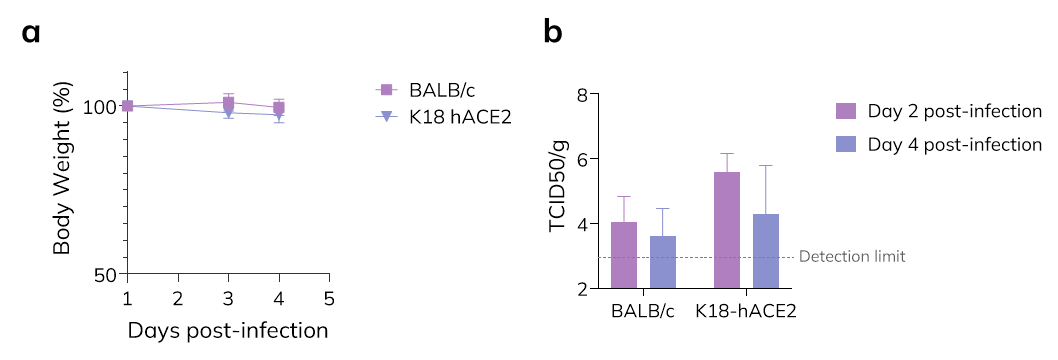 a
Body Weight (%)
100
50
1 2 3 4 5
Days post-infection
BALB/c
K18 hACE2
b
TCID50/g
8
6
4
2
BALB/c K18-hACE2
Detection limit
Day 2 post-infection
Day 4 post-infection